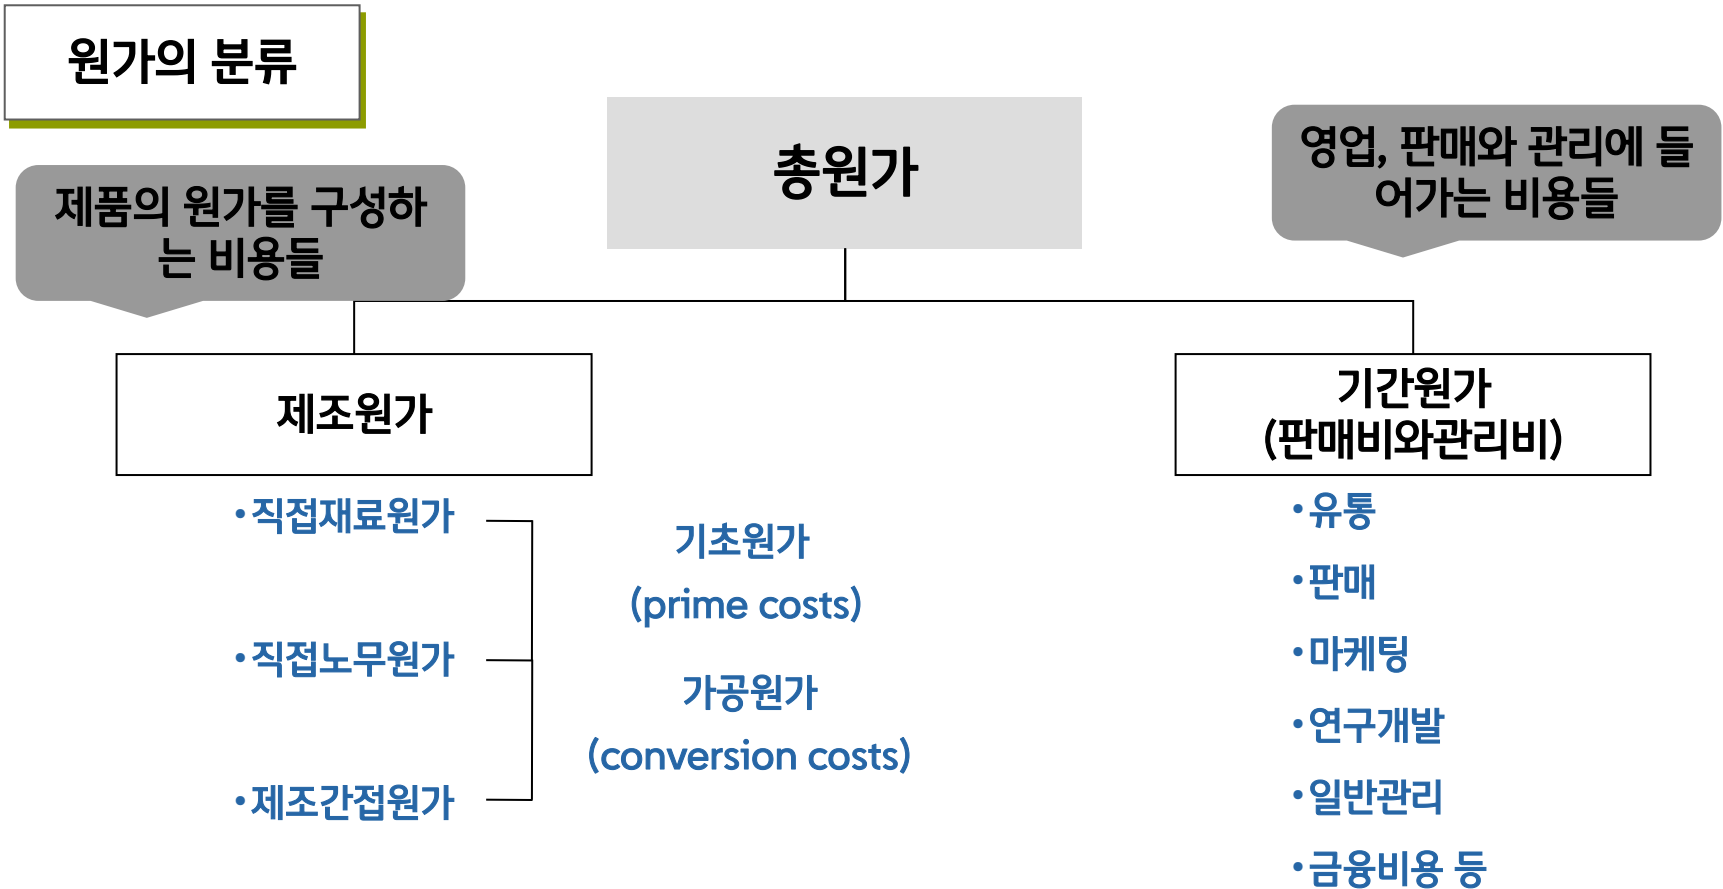 원가의 분류
총원가
제품의 원가를 구성하
는 비용들
영업, 판매와 관리에 들
어가는 비용들
제조원가
기간원가
(판매비와관리비)
•직접재료원가
•직접노무원가
•제조간접원가
기초원가
(prime costs)
가공원가
(conversion costs)
•유통
•판매
•마케팅
•연구개발
•일반관리
•금융비용 등